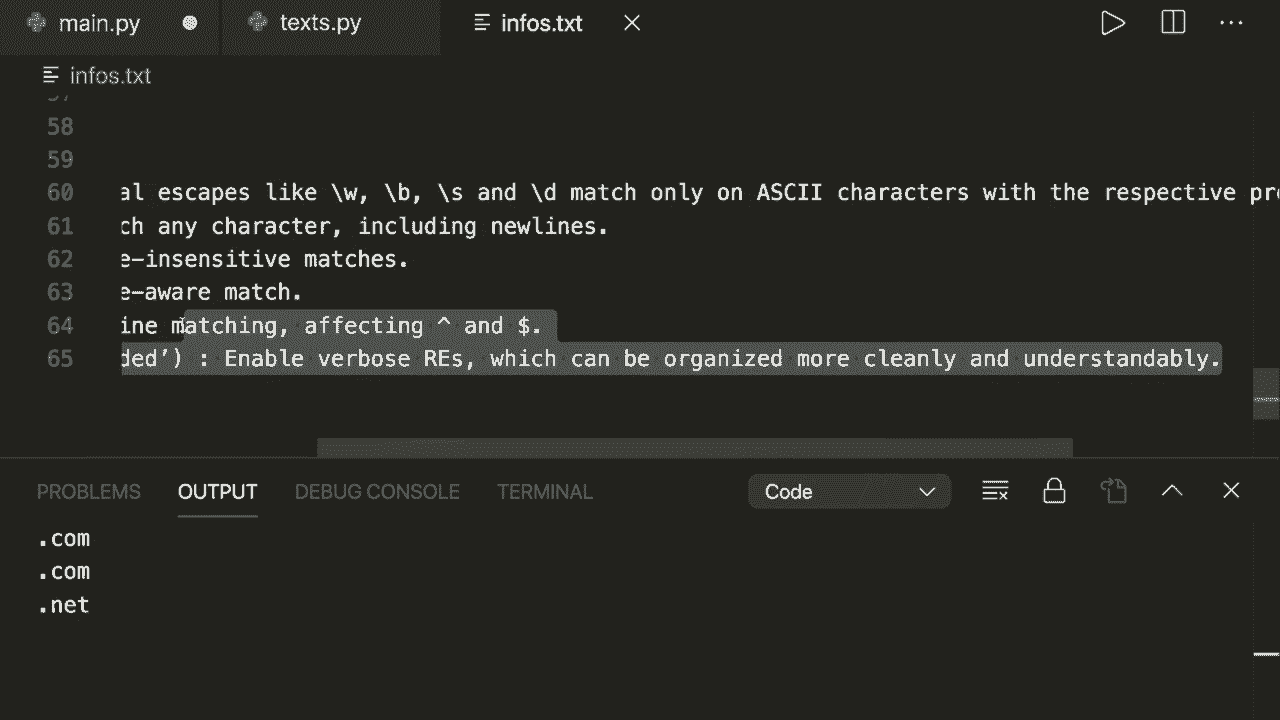 main.py
texts.py
infos.txt
infos.txt
58
59
60 al escapes like \w, \b, \s and \d match only on ASCII characters with the respective
61 ch any character, including newlines.
62 e-insensitive matches.
63 e-aware match.
64 ine matching, affecting ^ and $.
65 ded’) : Enable verbose REs, which can be organized more cleanly and understandably.
PROBLEMS OUTPUT DEBUG CONSOLE TERMINAL Code
.com
.com
.net